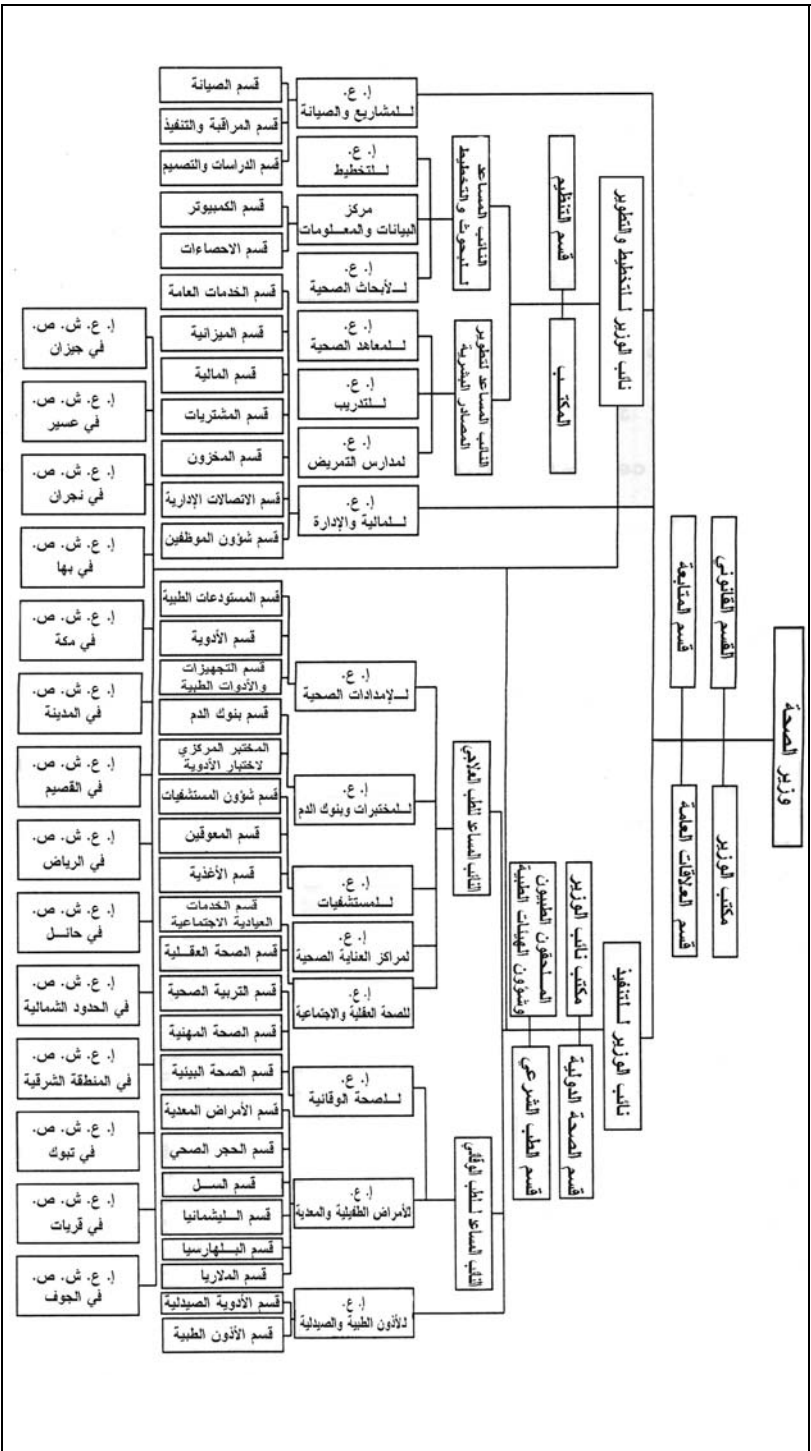 وزير الصحة
القسم القانوني
مكتب الوزير
قسم المتابعة
قسم العلاقات العامة
نائب الوزير للتخطيط والتطوير
نائب الوزير للتنفيذ
قسم التنظيم
المكتب
مكتب نائب الوزير
قسم الصحة الدولية
الملحقون الطبيون
وشؤون الهيئات الطبية
قسم الطب الشرعي
النائب المساعد
للبحوث والتخطيط
النائب المساعد لتطوير
المصادر البشرية
النائب المساعد للطب العلاجي
النائب المساعد للطب الوقائي
إ. ع.
للمشاريع والصيانة
إ. ع.
للتخطيط
مركز
البيانات والمعلومات
إ. ع.
للأبحاث الصحية
إ. ع.
للمعاهد الصحية
إ. ع.
للتدريب
إ. ع.
لمدارس التمريض
إ. ع.
للمالية والإدارة
إ. ع.
للإمدادات الصحية
إ. ع.
للمختبرات وبنوك الدم
إ. ع.
للمستشفيات
إ. ع.
لمراكز العناية الصحية
إ. ع.
للصحة العقلية والاجتماعية
إ. ع.
للصحة الوقائية
إ. ع.
للأمراض الطفيلية والمعدية
إ. ع.
للأذون الطبية والصيدلية
قسم الصيانة
قسم المراقبة والتنفيذ
قسم الدراسات والتصميم
قسم الكمبيوتر
قسم الاحصاءات
قسم الخدمات العامة
قسم الميزانية
قسم المالية
قسم المشتريات
قسم المخزون
قسم الاتصالات الإدارية
قسم شؤون الموظفين
قسم المستودعات الطبية
قسم الأدوية
قسم التجهيزات
والأدوات الطبية
قسم بنوك الدم
المختبر المركزي
لاختبار الأدوية
قسم شؤون المستشفيات
قسم المعوقين
قسم الأغذية
قسم الخدمات
العيادية الاجتماعية
قسم الصحة العقلية
قسم التربية الصحية
قسم الصحة المهنية
قسم الصحة البيئية
قسم الأمراض المعدية
قسم الحجر الصحي
قسم السل
قسم الليشمانيا
قسم البلهارسيا
قسم الملاريا
قسم الأدوية الصيدلية
قسم الأذون الطبية
إ. ع. ش. ص.
في جيزان
إ. ع. ش. ص.
في عسير
إ. ع. ش. ص.
في نجران
إ. ع. ش. ص.
في بها
إ. ع. ش. ص.
في مكة
إ. ع. ش. ص.
في المدينة
إ. ع. ش. ص.
في القصيم
إ. ع. ش. ص.
في الرياض
إ. ع. ش. ص.
في حائل
إ. ع. ش. ص.
في الحدود الشمالية
إ. ع. ش. ص.
في المنطقة الشرقية
إ. ع. ش. ص.
في تبوك
إ. ع. ش. ص.
في قريات
إ. ع. ش. ص.
في الجوف